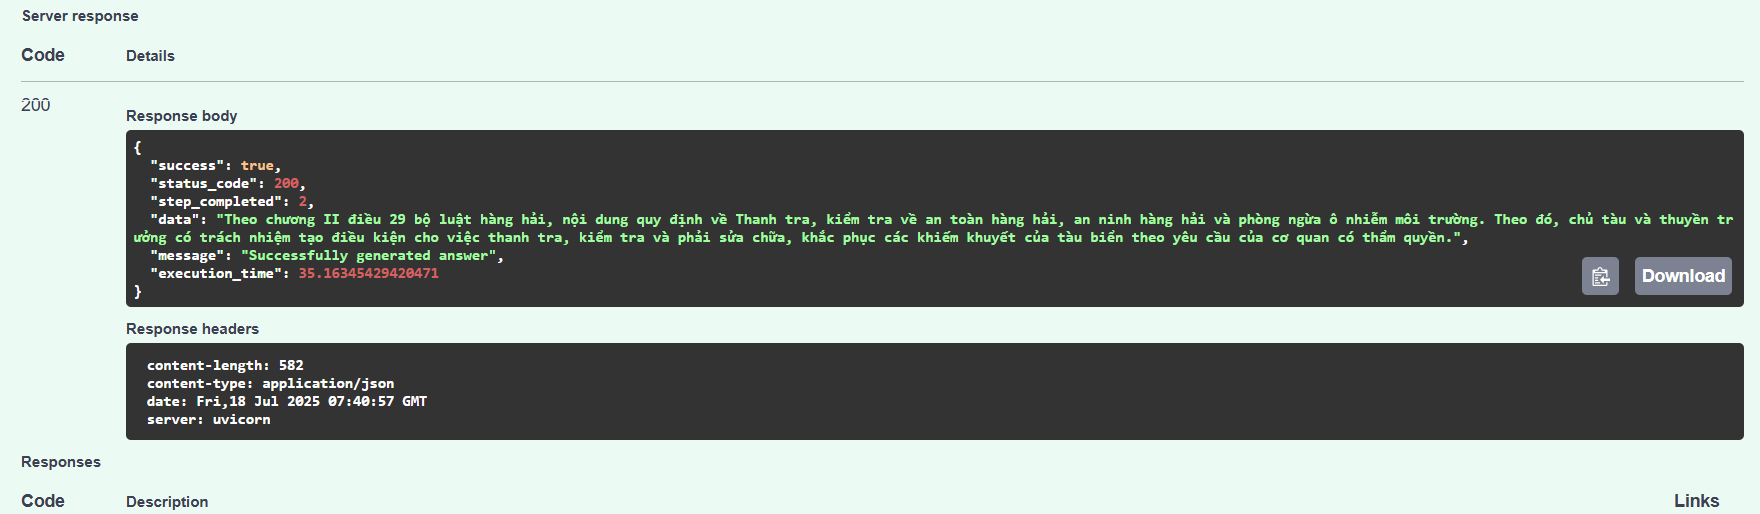 Server response
Code Details
200
Response body
{
"success": true,
"status_code": 200,
"step_completed": 2,
"data": "Theo chương II điều 29 bộ luật hàng hải, nội dung quy định về Thanh tra, kiểm tra về an toàn hàng hải, an ninh hàng hải và phòng ngừa ô nhiễm môi trường. Theo đó, chủ tàu và thuyền tr
ưởng có trách nhiệm tạo điều kiện cho việc thanh tra, kiểm tra và phải sửa chữa, khắc phục các khiếm khuyết của tàu biển theo yêu cầu của cơ quan có thẩm quyền.",
"message": "Successfully generated answer",
"execution_time": 35.16345429420471
}
Download
Response headers
content-length: 582
content-type: application/json
date: Fri,18 Jul 2025 07:40:57 GMT
server: uvicorn
Responses
Code Description Links